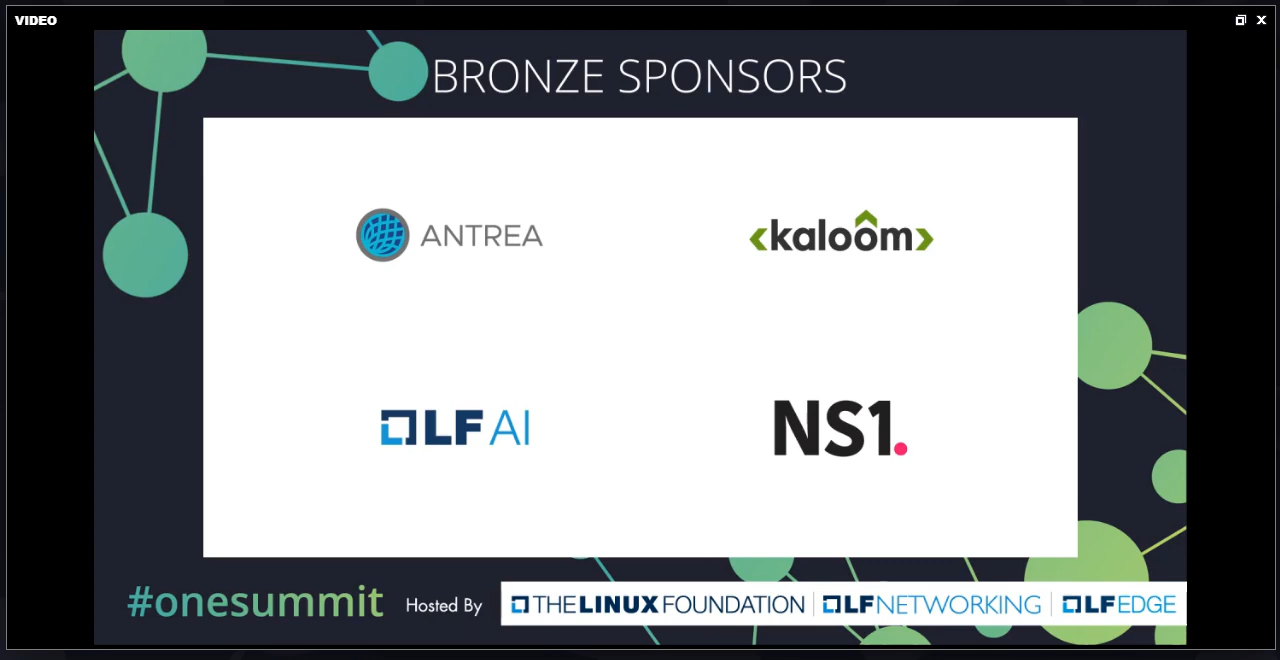 VIDEO
BRONZE SPONSORS
ANTREA
kaloom
LF AI
NS1.
#onesummit Hosted By THE LINUX FOUNDATION LF NETWORKING LF EDGE